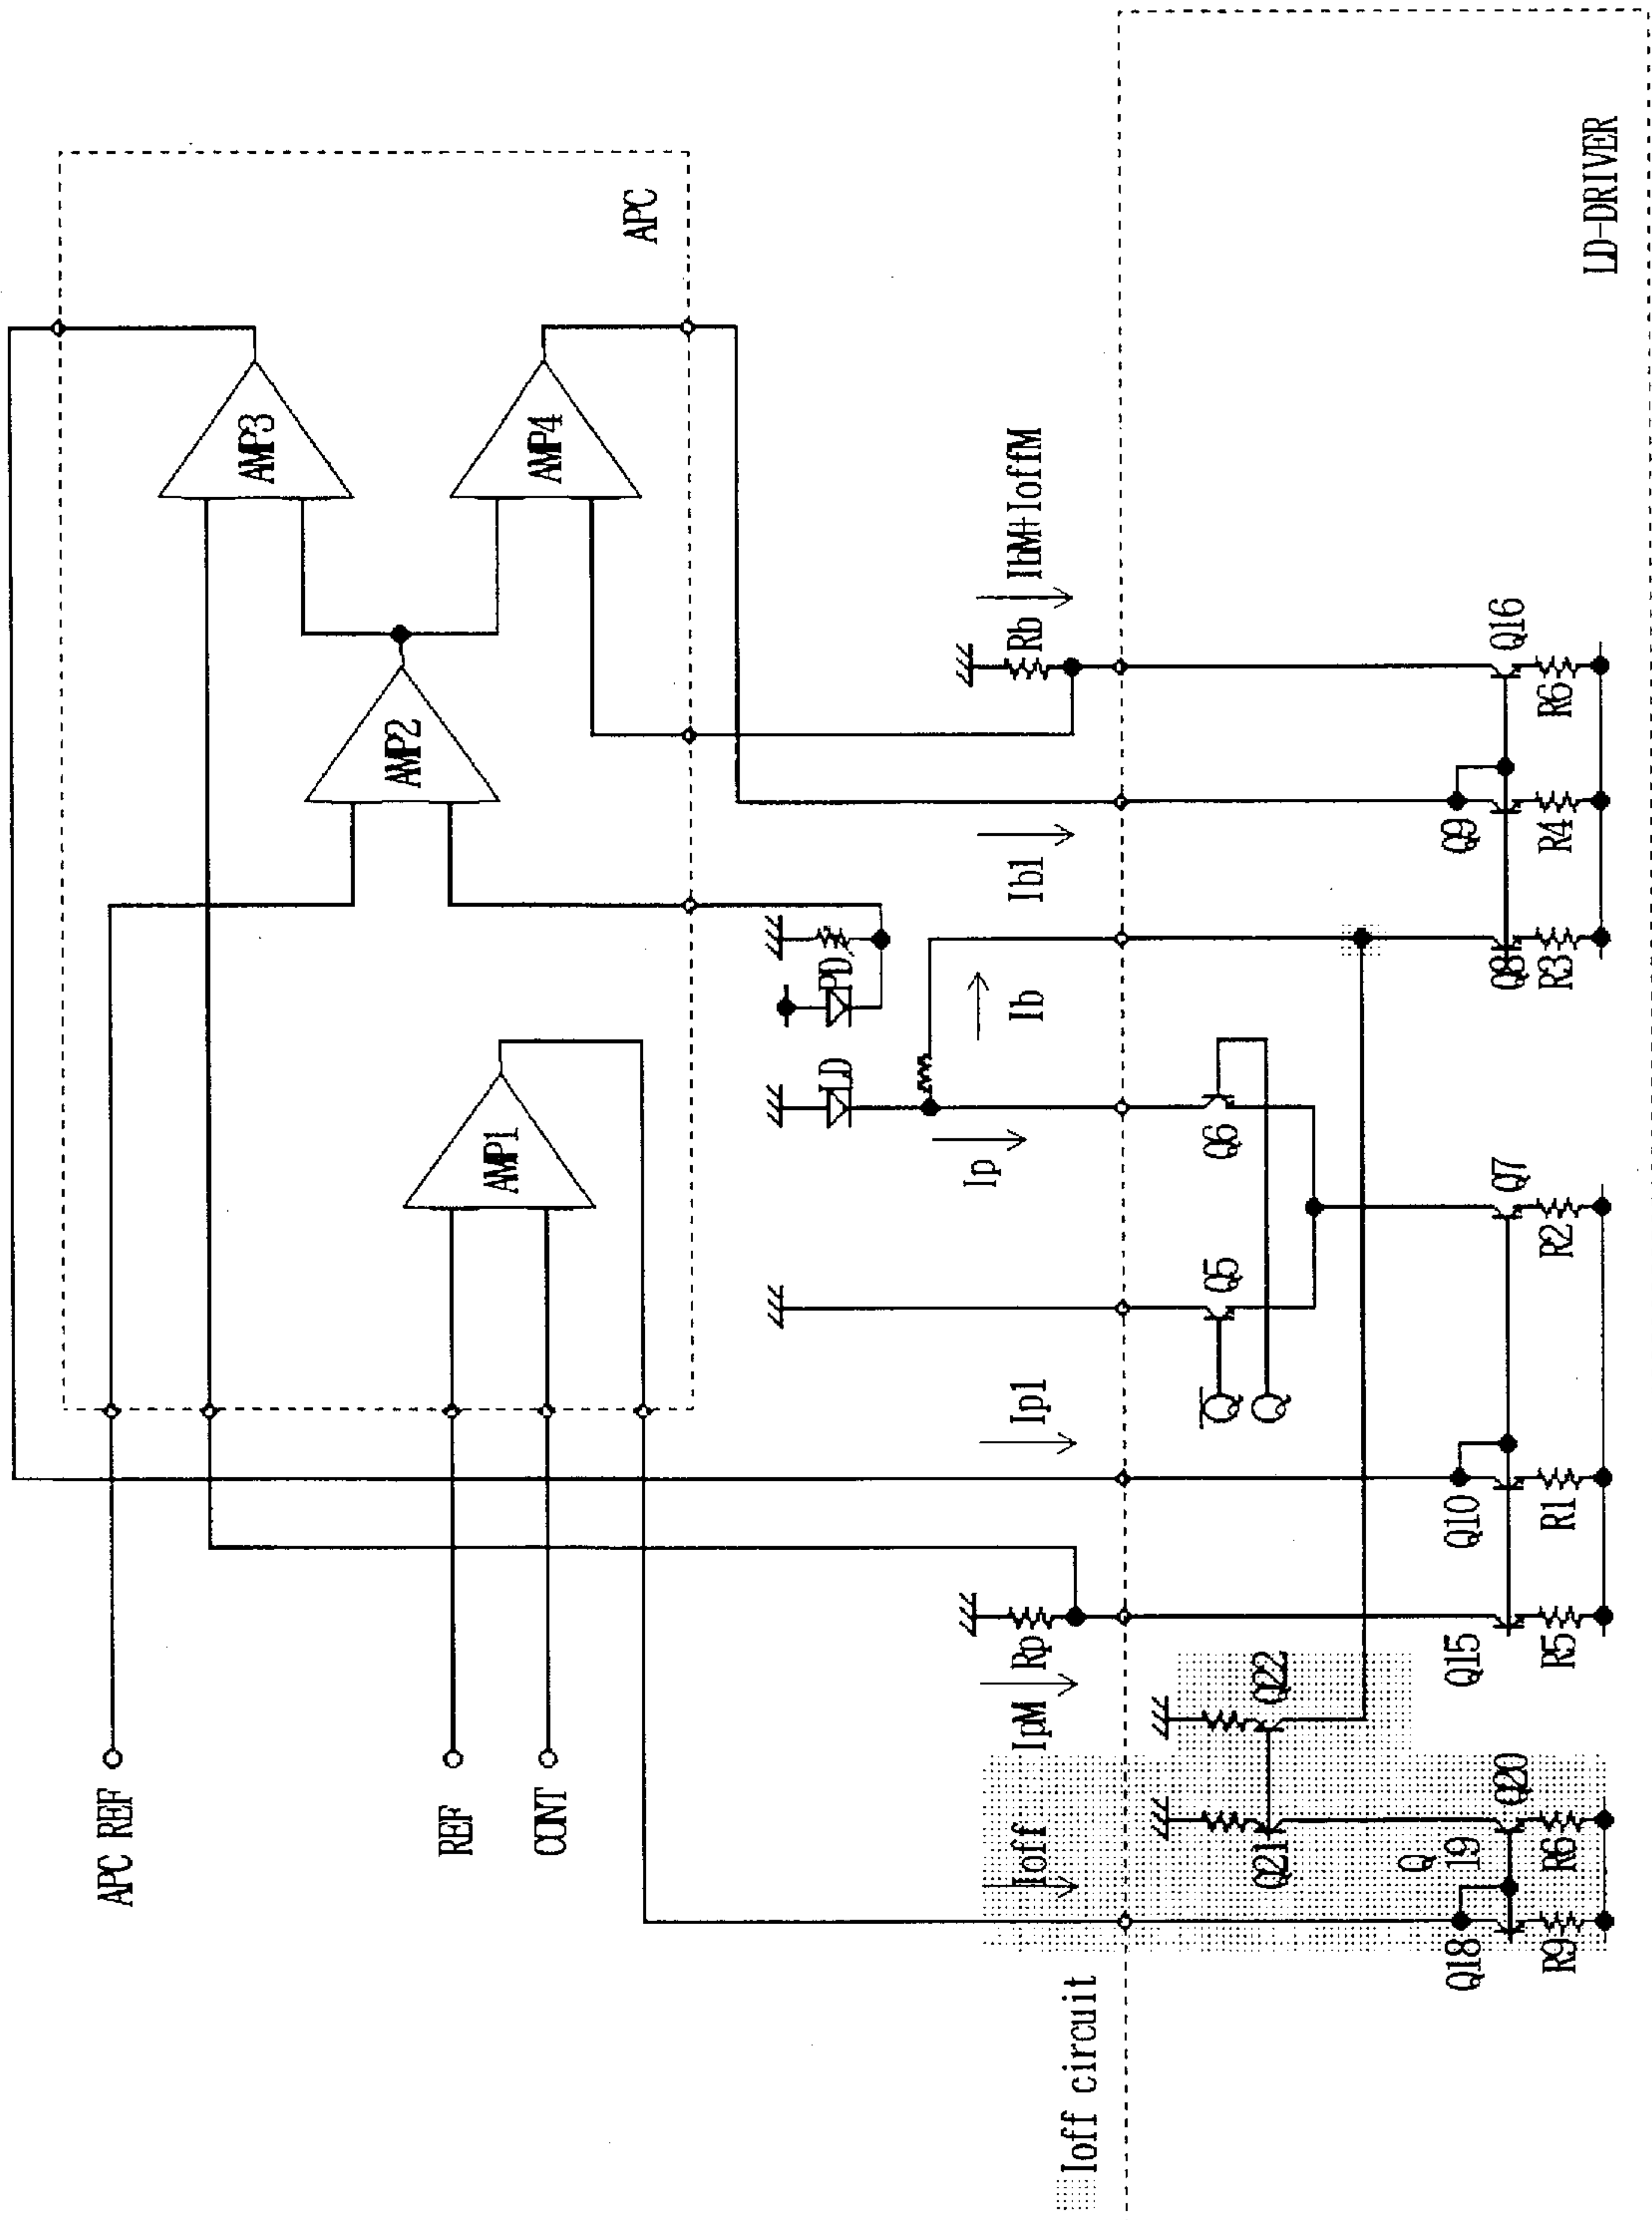 APC REF
REF
CONT
AMP1
AMP2
AMP3
AMP4
APC
Ioff circuit
Ioff
IpM
Rp
Ip1
Ip
LD
PD
Ib
Ib1
Rb
IbM+IoffM
Q21
Q22
Q5
Q6
Q̅
Q
Q18
Q
19
Q20
Q15
Q10
Q7
Q8
Q9
Q16
R9
R6
R5
R1
R2
R3
R4
R6
LD-DRIVER